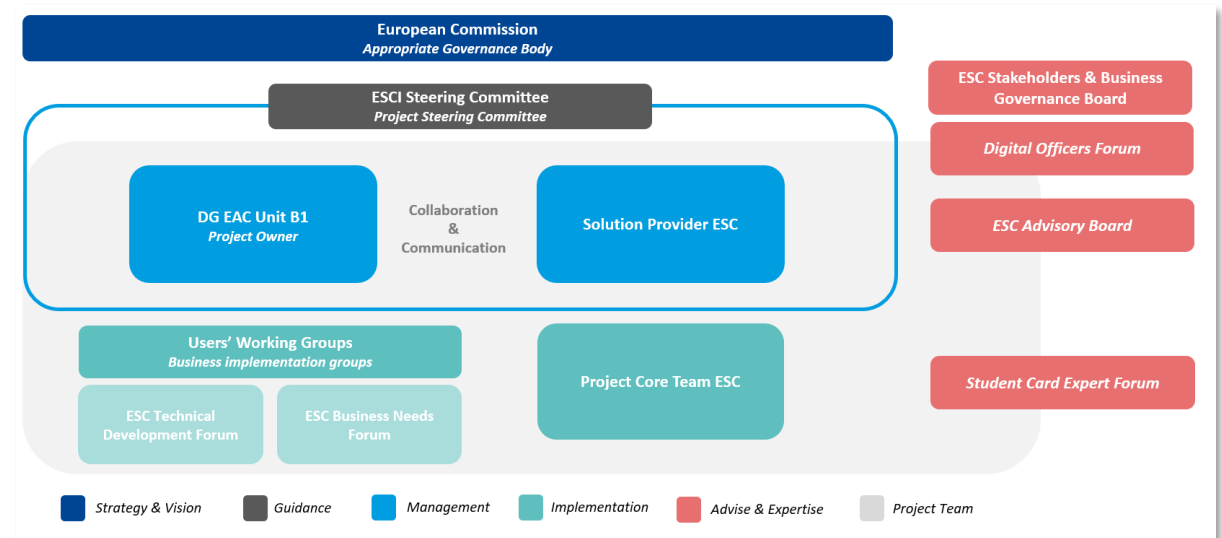 European Commission
Appropriate Governance Body
ESCI Steering Committee
Project Steering Committee
ESC Stakeholders & Business
Governance Board
Digital Officers Forum
DG EAC Unit B1
Project Owner
Collaboration
&
Communication
Solution Provider ESC
ESC Advisory Board
Users’ Working Groups
Business implementation groups
ESC Technical
Development Forum
ESC Business Needs
Forum
Project Core Team ESC
Student Card Expert Forum
Strategy & Vision
Guidance
Management
Implementation
Advise & Expertise
Project Team